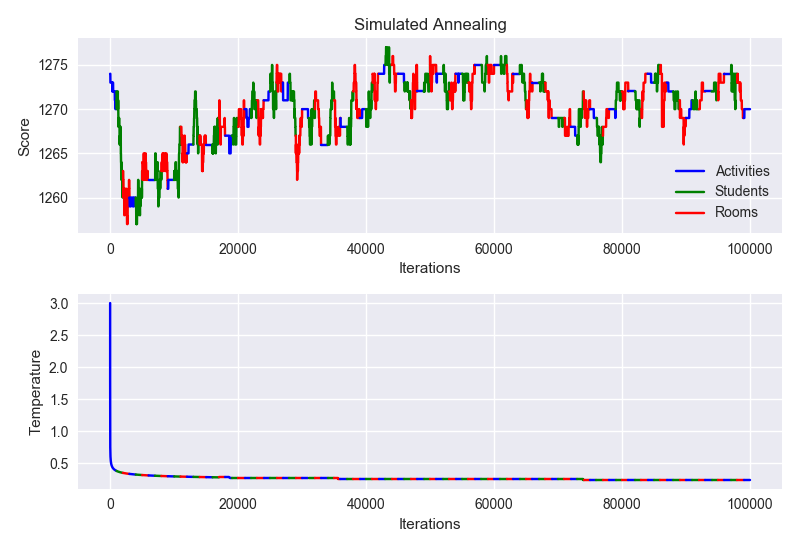 Simulated Annealing
Score
1275
1270
1265
1260
Activities
Students
Rooms
0 20000 40000 60000 80000 100000
Iterations
Temperature
3.0
2.5
2.0
1.5
1.0
0.5
0 20000 40000 60000 80000 100000
Iterations